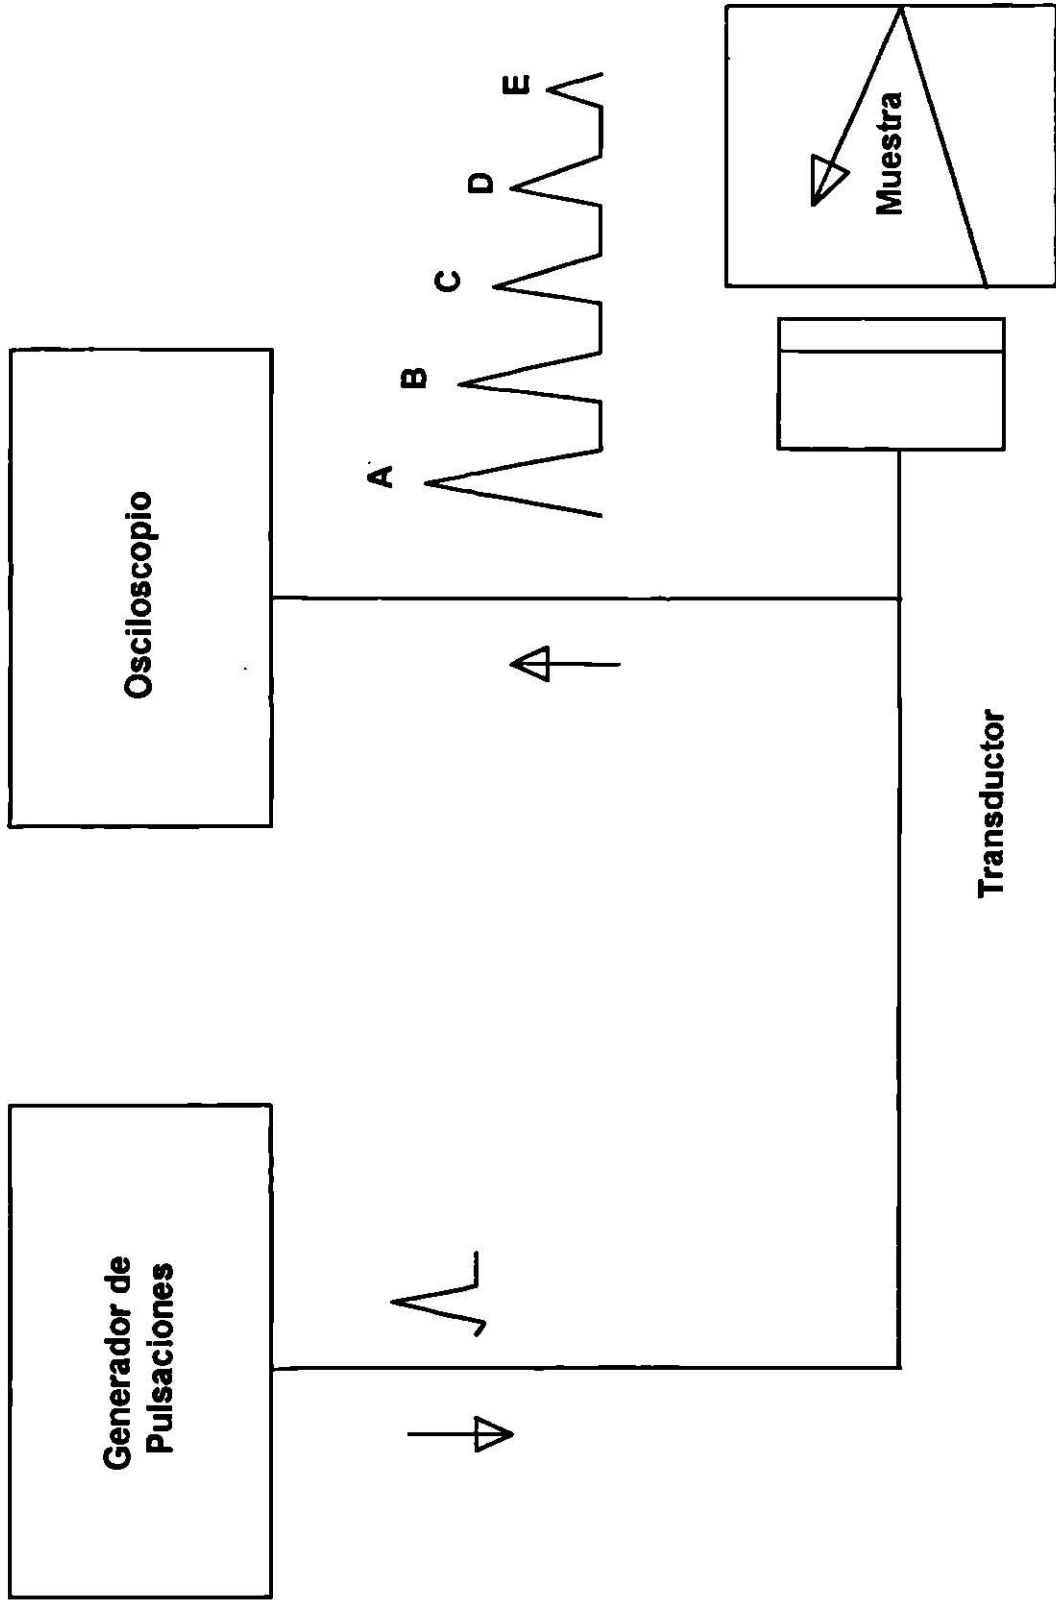 Generador de
Pulsaciones
Osciloscopio
A
B
C
D
E
Transductor
Muestra